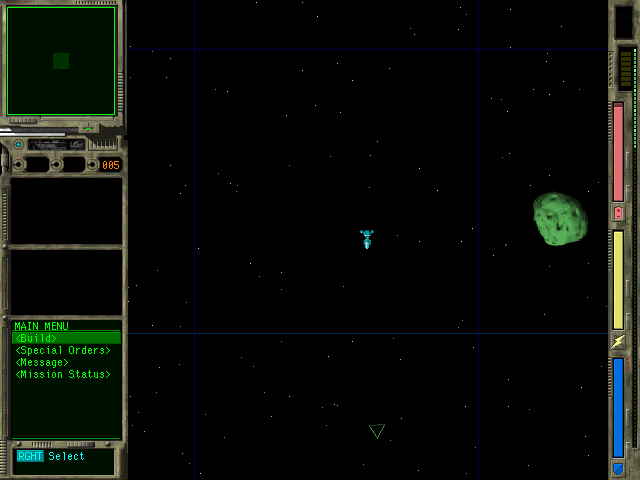 005
MAIN MENU
<Build>
<Special Orders>
<Message>
<Mission Status>
RGHT Select